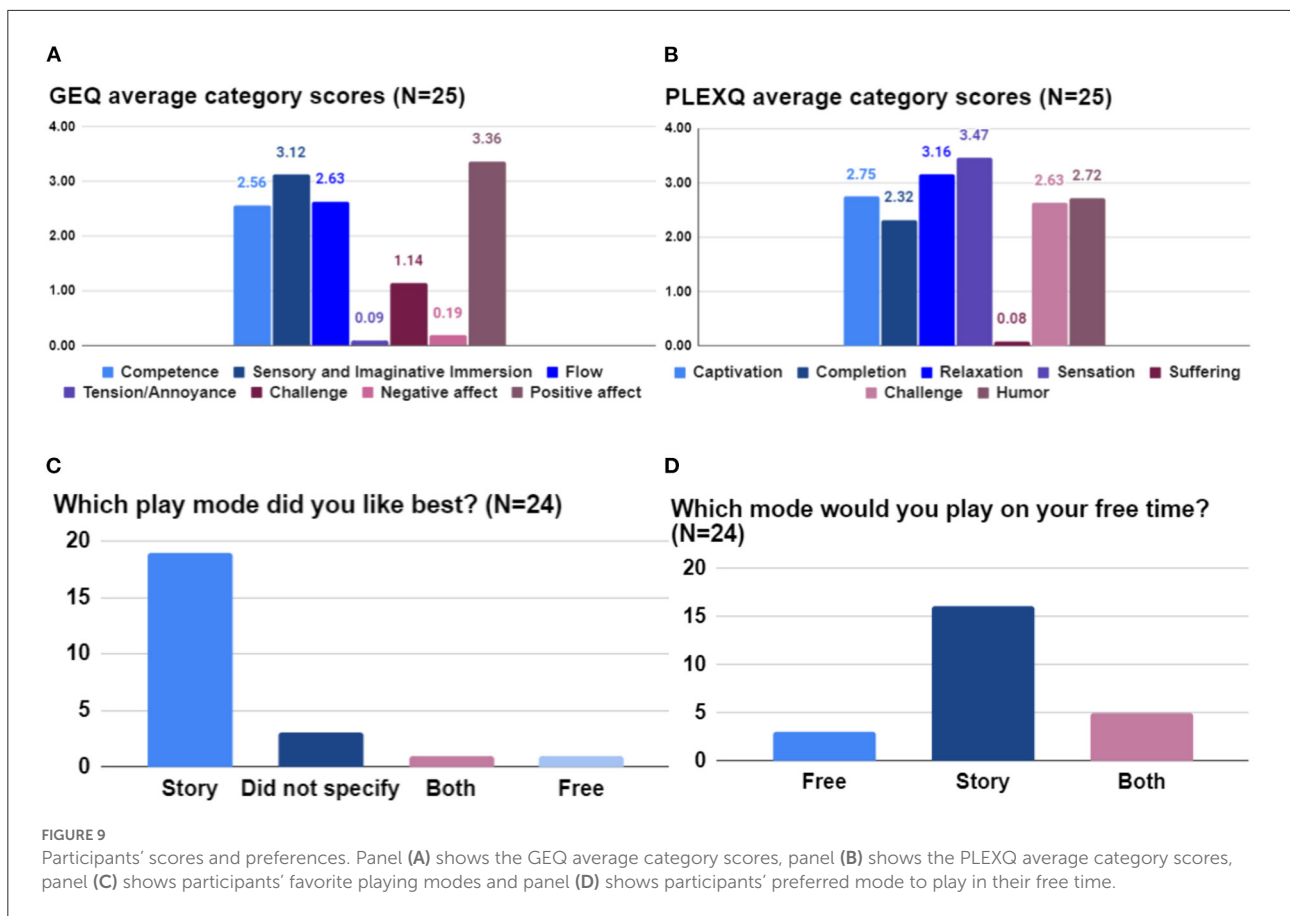 A
GEQ average category scores (N=25)
4.00
3.00
2.00
1.00
0.00
2.56
3.12
2.63
0.09
1.14
0.19
3.36
Competence Sensory and Imaginative Immersion Flow
Tension/Annoyance Challenge Negative affect Positive affect
B
PLEXQ average category scores (N=25)
4.00
3.00
2.00
1.00
0.00
2.75
2.32
3.16
3.47
0.08
2.63
2.72
Captivation Completion Relaxation Sensation Suffering
Challenge Humor
C
Which play mode did you like best? (N=24)
20
15
10
5
0
Story Did not specify Both Free
D
Which mode would you play on your free time?
(N=24)
20
15
10
5
0
Free Story Both
FIGURE 9
Participants’ scores and preferences. Panel (A) shows the GEQ average category scores, panel (B) shows the PLEXQ average category scores,
panel (C) shows participants’ favorite playing modes and panel (D) shows participants’ preferred mode to play in their free time.